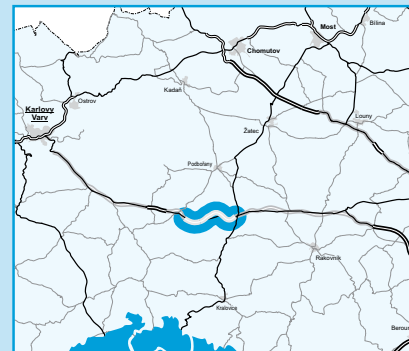 Most
Bílina
Chomutov
Kadaň
Ostrov
Karlovy
Vary
Louny
Žatec
Podbořany
Rakovník
Kralovice
Beroun